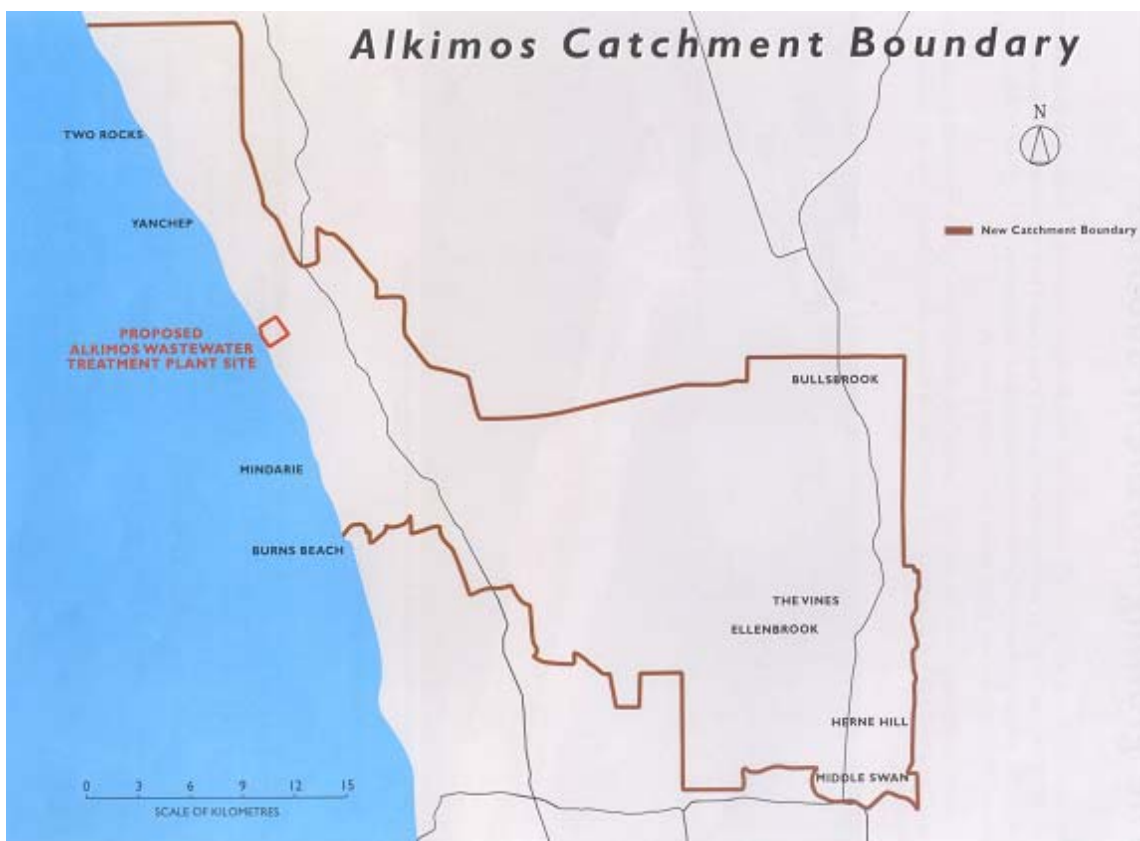 Alkimos Catchment Boundary
N
TWO ROCKS
YANCHEP
New Catchment Boundary
PROPOSED
ALKIMOS WASTEWATER
TREATMENT PLANT SITE
BULLSBROOK
MINDARIE
BURNS BEACH
THE VINES
ELLENBROOK
HERNE HILL
MIDDLE SWAN
0 3 6 9 12 15
SCALE OF KILOMETRES